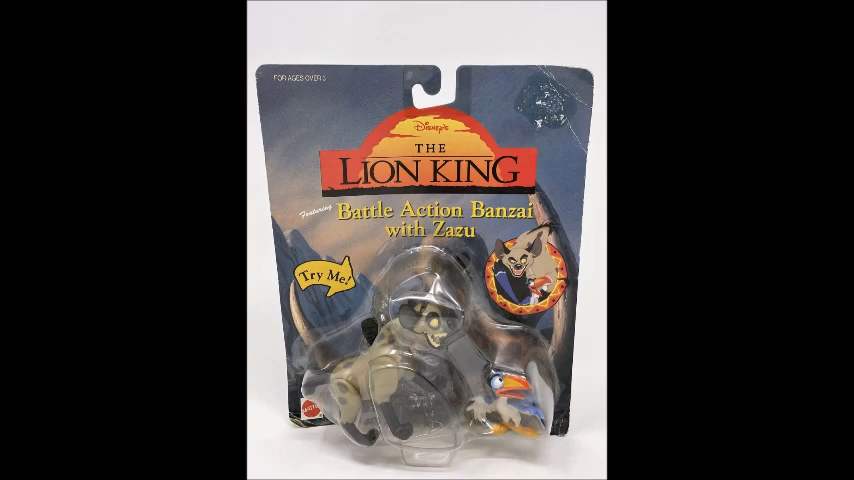 FOR AGES OVER 3
Disney's
THE
LION KING
Featuring
Battle Action Banzai
with Zazu
Try Me!
MATTEL